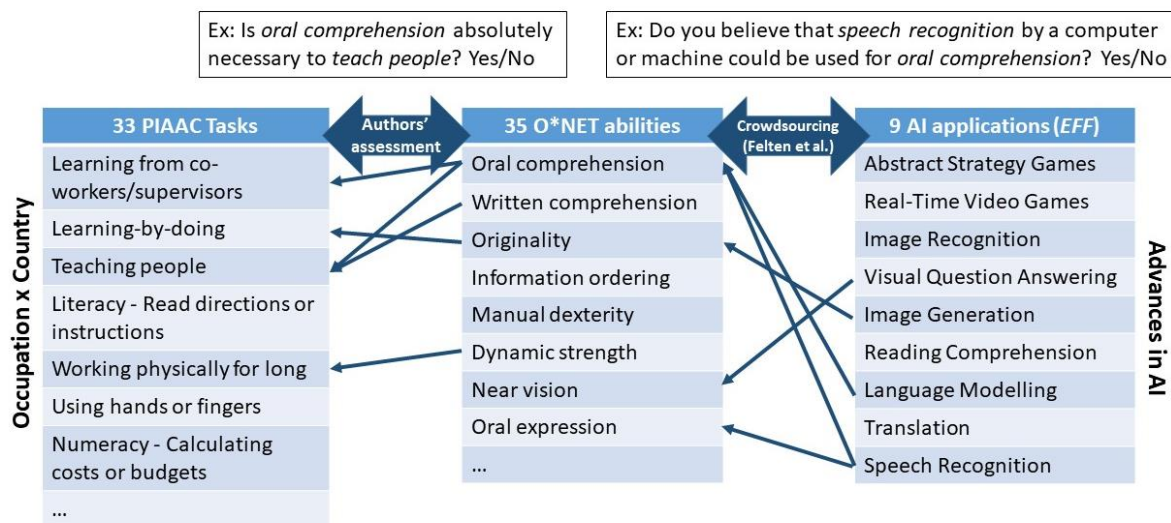 Ex: Is oral comprehension absolutely
necessary to teach people? Yes/No
Ex: Do you believe that speech recognition by a computer
or machine could be used for oral comprehension? Yes/No
Occupation x Country
33 PIAAC Tasks
Learning from co-
workers/supervisors
Learning-by-doing
Teaching people
Literacy - Read directions or
instructions
Working physically for long
Using hands or fingers
Numeracy - Calculating
costs or budgets
...
Authors'
assessment
35 O*NET abilities
Oral comprehension
Written comprehension
Originality
Information ordering
Manual dexterity
Dynamic strength
Near vision
Oral expression
...
Crowdsourcing
(Felten et al.)
9 AI applications (EFF)
Abstract Strategy Games
Real-Time Video Games
Image Recognition
Visual Question Answering
Image Generation
Reading Comprehension
Language Modelling
Translation
Speech Recognition
Advances in AI